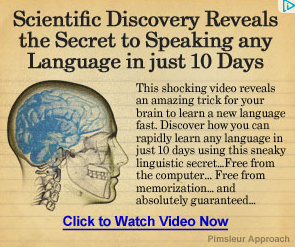 Scientific Discovery Reveals
the Secret to Speaking any
Language in just 10 Days
This shocking video reveals
an amazing trick for your
brain to learn a new language
fast. Discover how you can
rapidly learn any language in
just 10 days using this sneaky
linguistic secret...Free from
the computer... Free from
memorization... and
absolutely guaranteed...
Click to Watch Video Now
Pimsleur Approach